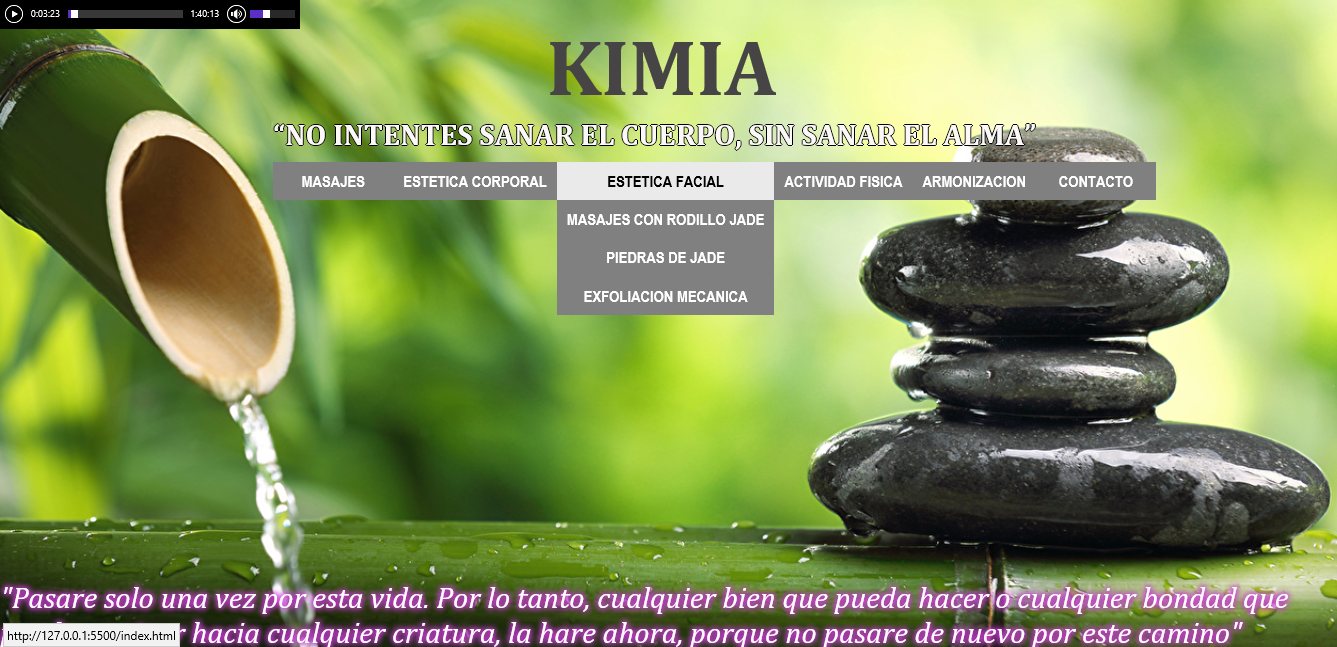 0:03:23 1:40:13
KIMIA
“NO INTENTES SANAR EL CUERPO, SIN SANAR EL ALMA”
MASAJES ESTETICA CORPORAL ESTETICA FACIAL ACTIVIDAD FISICA ARMONIZACION CONTACTO
MASAJES CON RODILLO JADE
PIEDRAS DE JADE
EXFOLIACION MECANICA
"Pasare solo una vez por esta vida. Por lo tanto, cualquier bien que pueda hacer o cualquier bondad que
hacia cualquier criatura, la hare ahora, porque no pasare de nuevo por este camino"
http://127.0.0.1:5500/index.html